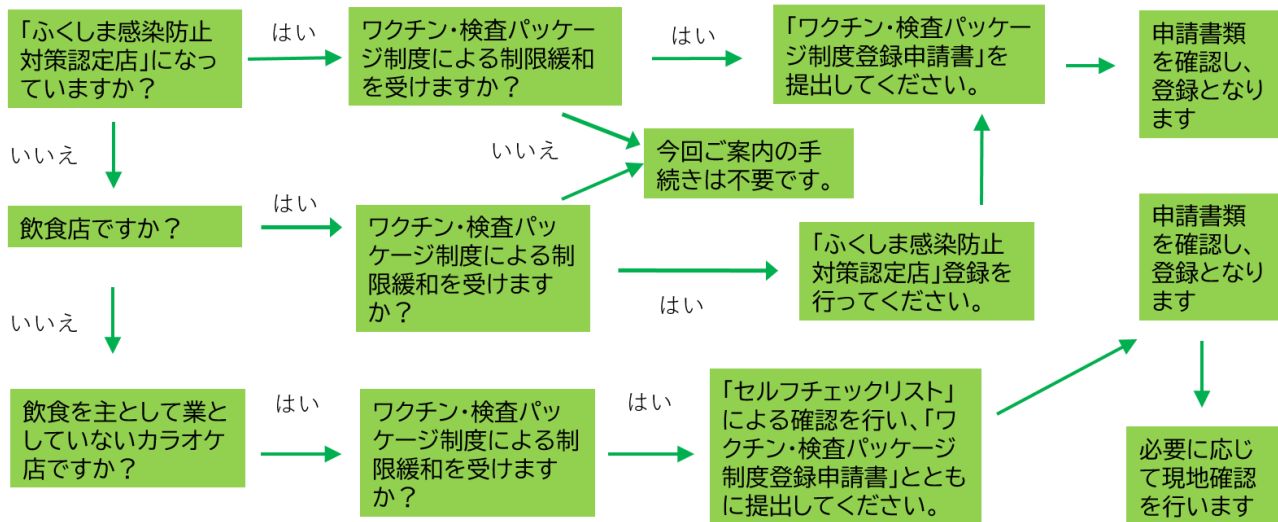 「ふくしま感染防止
対策認定店」になっ
ていますか？
はい
ワクチン・検査パッケー
ジ制度による制限緩和
を受けますか？
はい
「ワクチン・検査パッケー
ジ制度登録申請書」を
提出してください。
申請書類
を確認し、
登録となり
ます
いいえ
いいえ
今回ご案内の手
続きは不要です。
飲食店ですか？
はい
ワクチン・検査パッ
ケージ制度による制
限緩和を受けます
か？
はい
「ふくしま感染防止
対策認定店」登録を
行ってください。
申請書類
を確認し、
登録となり
ます
いいえ
飲食を主として業と
していないカラオケ
店ですか？
はい
ワクチン・検査パッ
ケージ制度による制
限緩和を受けます
か？
はい
「セルフチェックリスト」
による確認を行い、「ワ
クチン・検査パッケージ
制度登録申請書」ととも
に提出してください。
必要に応じ
て現地確認
を行います